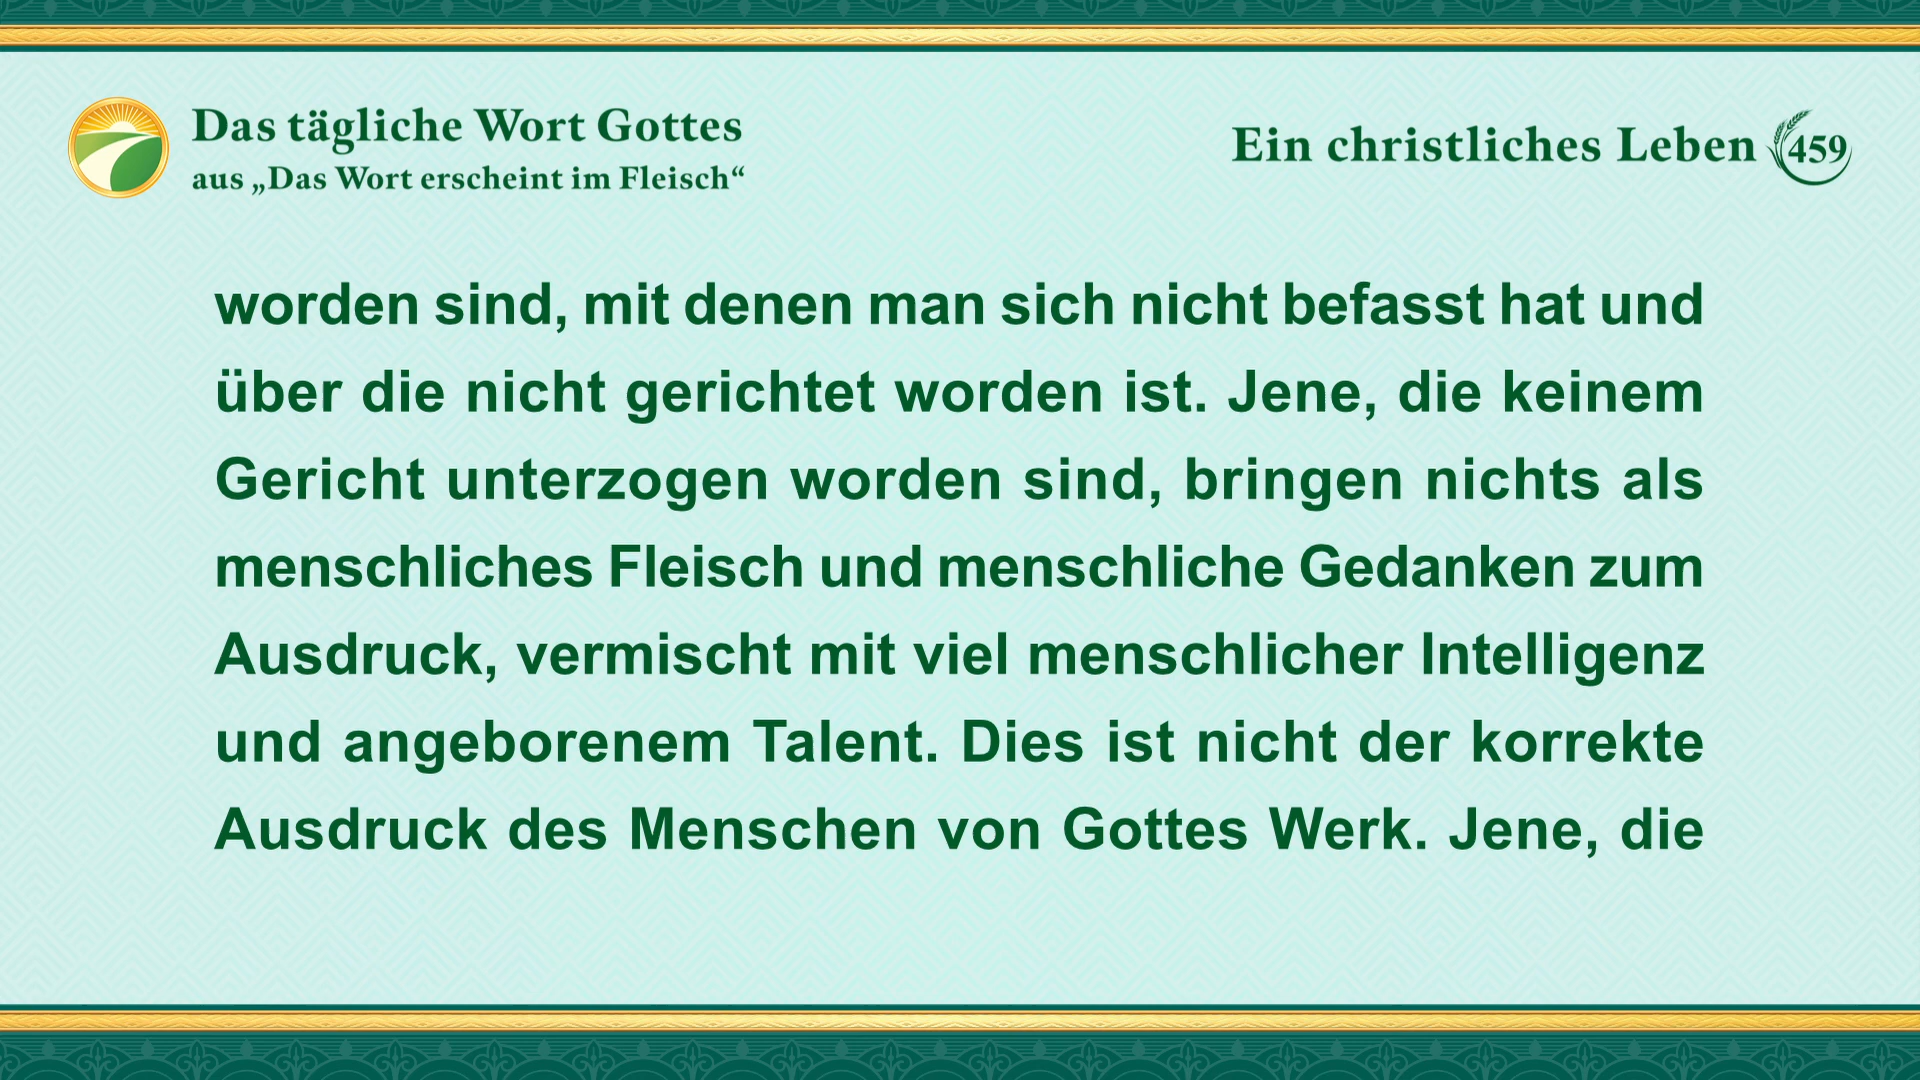 Das tägliche Wort Gottes
aus „Das Wort erscheint im Fleisch“
Ein christliches Leben 459
worden sind, mit denen man sich nicht befasst hat und
über die nicht gerichtet worden ist. Jene, die keinem
Gericht unterzogen worden sind, bringen nichts als
menschliches Fleisch und menschliche Gedanken zum
Ausdruck, vermischt mit viel menschlicher Intelligenz
und angeborenem Talent. Dies ist nicht der korrekte
Ausdruck des Menschen von Gottes Werk. Jene, die